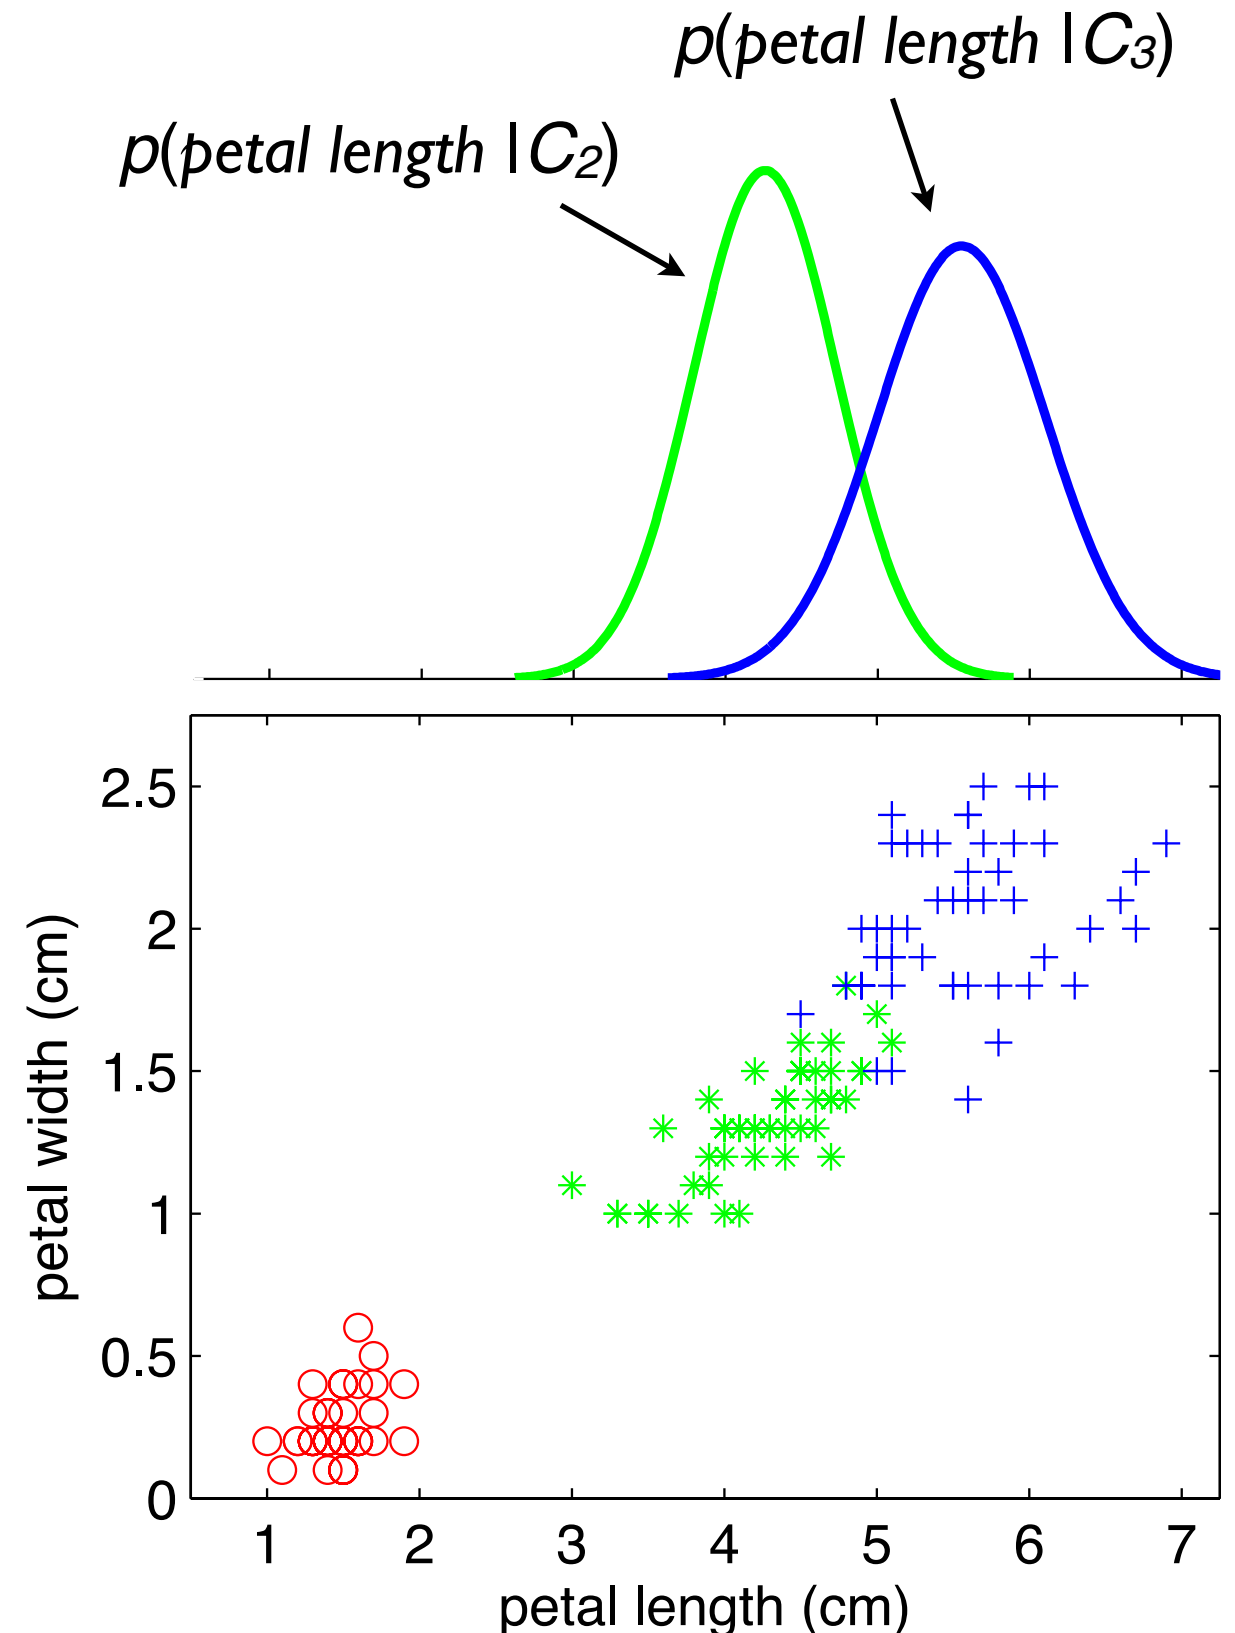 p(petal length |C3)
p(petal length |C2)
2.5
2
1.5
1
0.5
0
petal width (cm)
1 2 3 4 5 6 7
petal length (cm)